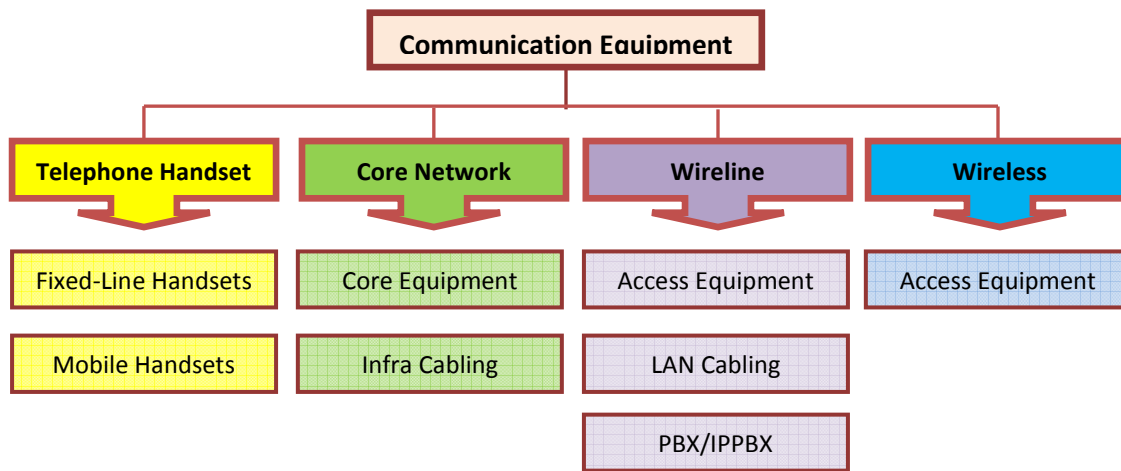 Communication Equipment
Telephone Handset
Core Network
Wireline
Wireless
Fixed-Line Handsets
Core Equipment
Access Equipment
Access Equipment
Mobile Handsets
Infra Cabling
LAN Cabling
PBX/IPPBX